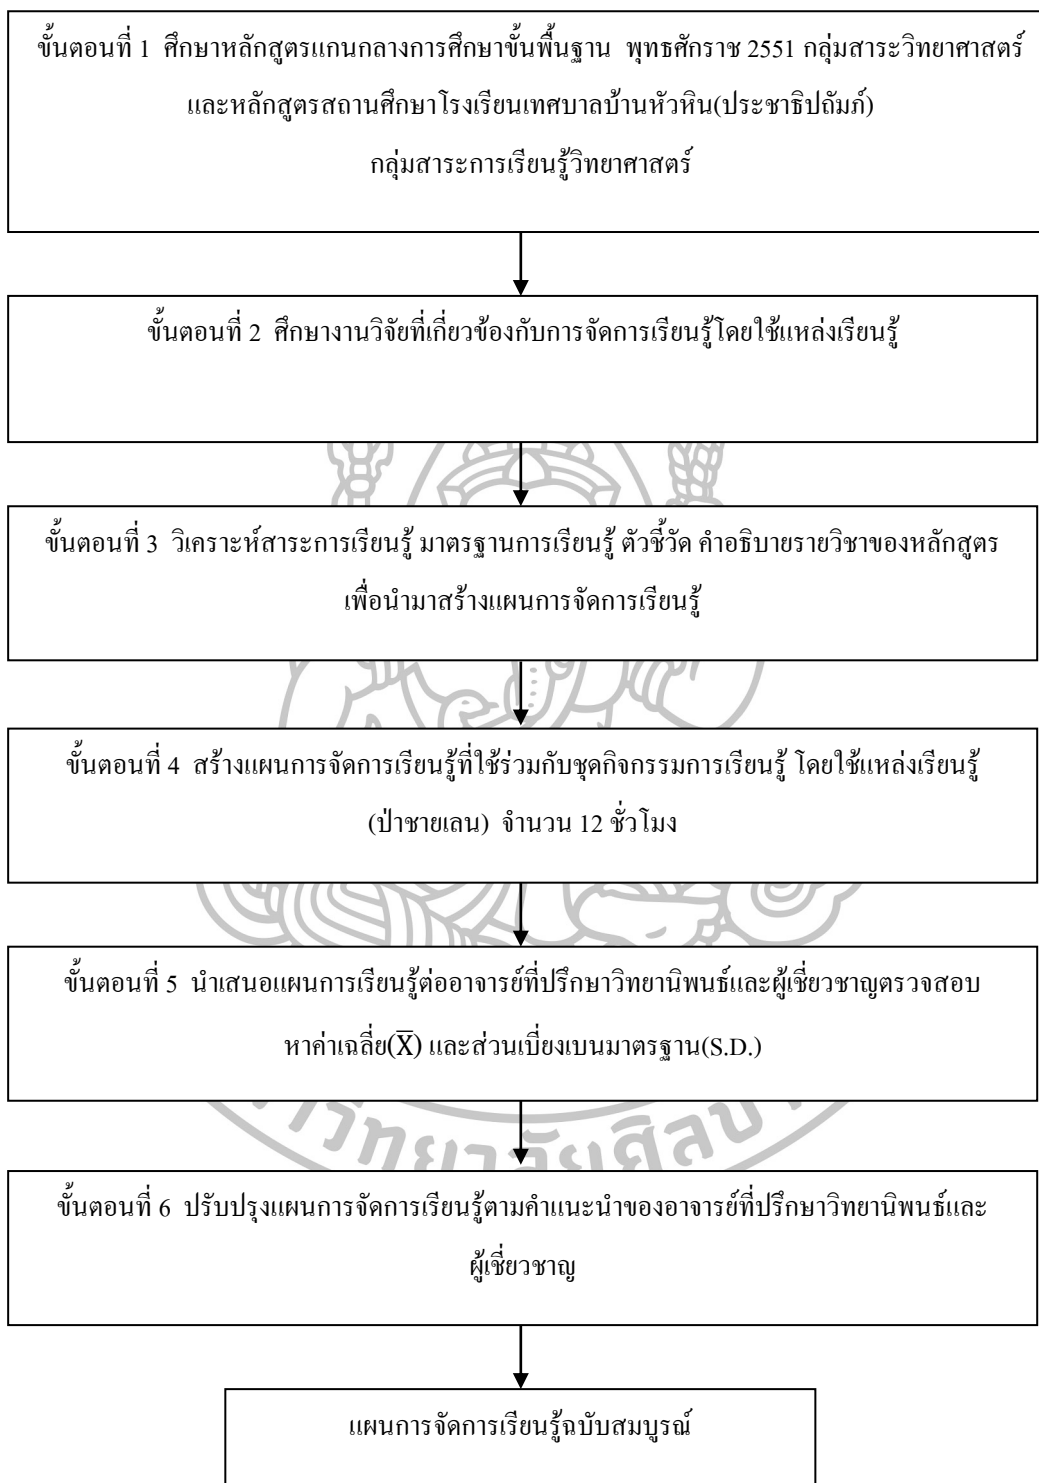 ขั้นตอนที่ 1  ศึกษาหลักสูตรแกนกลางการศึกษาขั้นพื้นฐาน  พุทธศักราช 2551 กลุ่มสาระวิทยาศาสตร์
และหลักสูตรสถานศึกษาโรงเรียนเทศบาลบ้านหัวหิน(ประชาธิปถัมภ์)
กลุ่มสาระการเรียนรู้วิทยาศาสตร์
ขั้นตอนที่ 2  ศึกษางานวิจัยที่เกี่ยวข้องกับการจัดการเรียนรู้โดยใช้แหล่งเรียนรู้
ขั้นตอนที่ 3  วิเคราะห์สาระการเรียนรู้ มาตรฐานการเรียนรู้ ตัวชี้วัด คำอธิบายรายวิชาของหลักสูตร
เพื่อนำมาสร้างแผนการจัดการเรียนรู้
ขั้นตอนที่ 4  สร้างแผนการจัดการเรียนรู้ที่ใช้ร่วมกับชุดกิจกรรมการเรียนรู้ โดยใช้แหล่งเรียนรู้
(ป่าชายเลน)  จำนวน 12 ชั่วโมง
ขั้นตอนที่ 5  นำเสนอแผนการเรียนรู้ต่ออาจารย์ที่ปรึกษาวิทยานิพนธ์และผู้เชี่ยวชาญตรวจสอบ
หาค่าเฉลี่ย(X̅) และส่วนเบี่ยงเบนมาตรฐาน(S.D.)
วิทยาลัยศิลป
ขั้นตอนที่ 6  ปรับปรุงแผนการจัดการเรียนรู้ตามคำแนะนำของอาจารย์ที่ปรึกษาวิทยานิพนธ์และ
ผู้เชี่ยวชาญ
แผนการจัดการเรียนรู้ฉบับสมบูรณ์